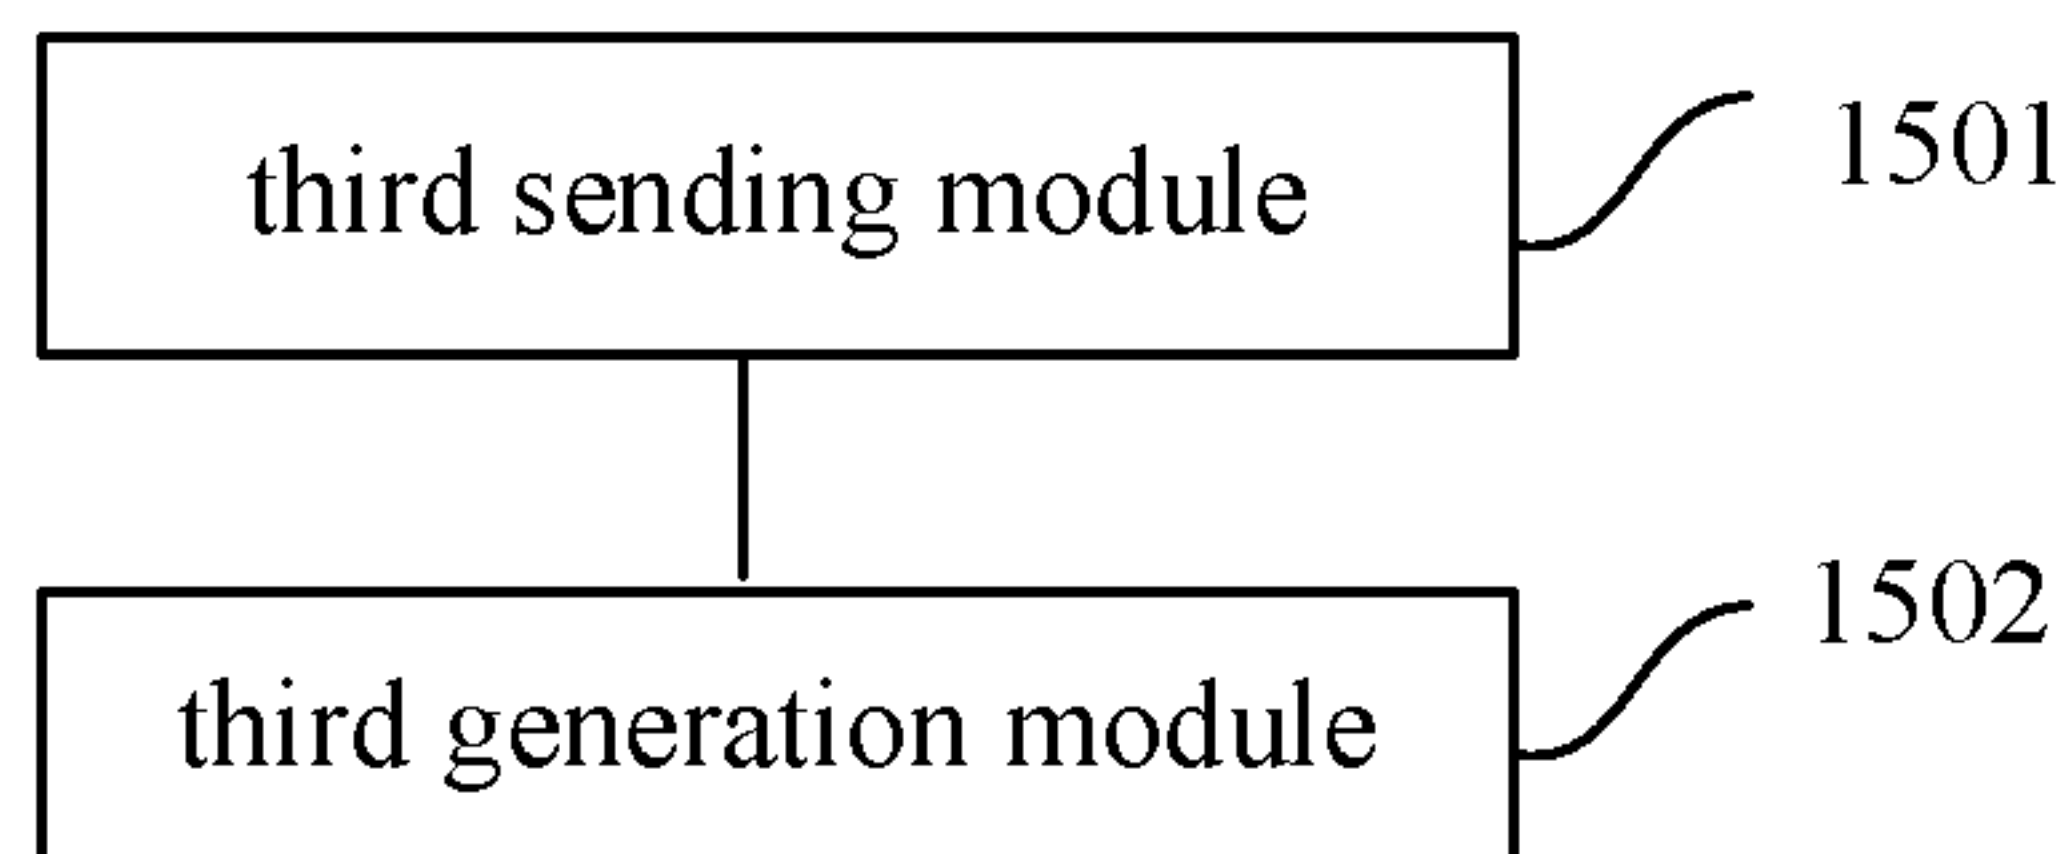 third sending module
1501
third generation module
1502